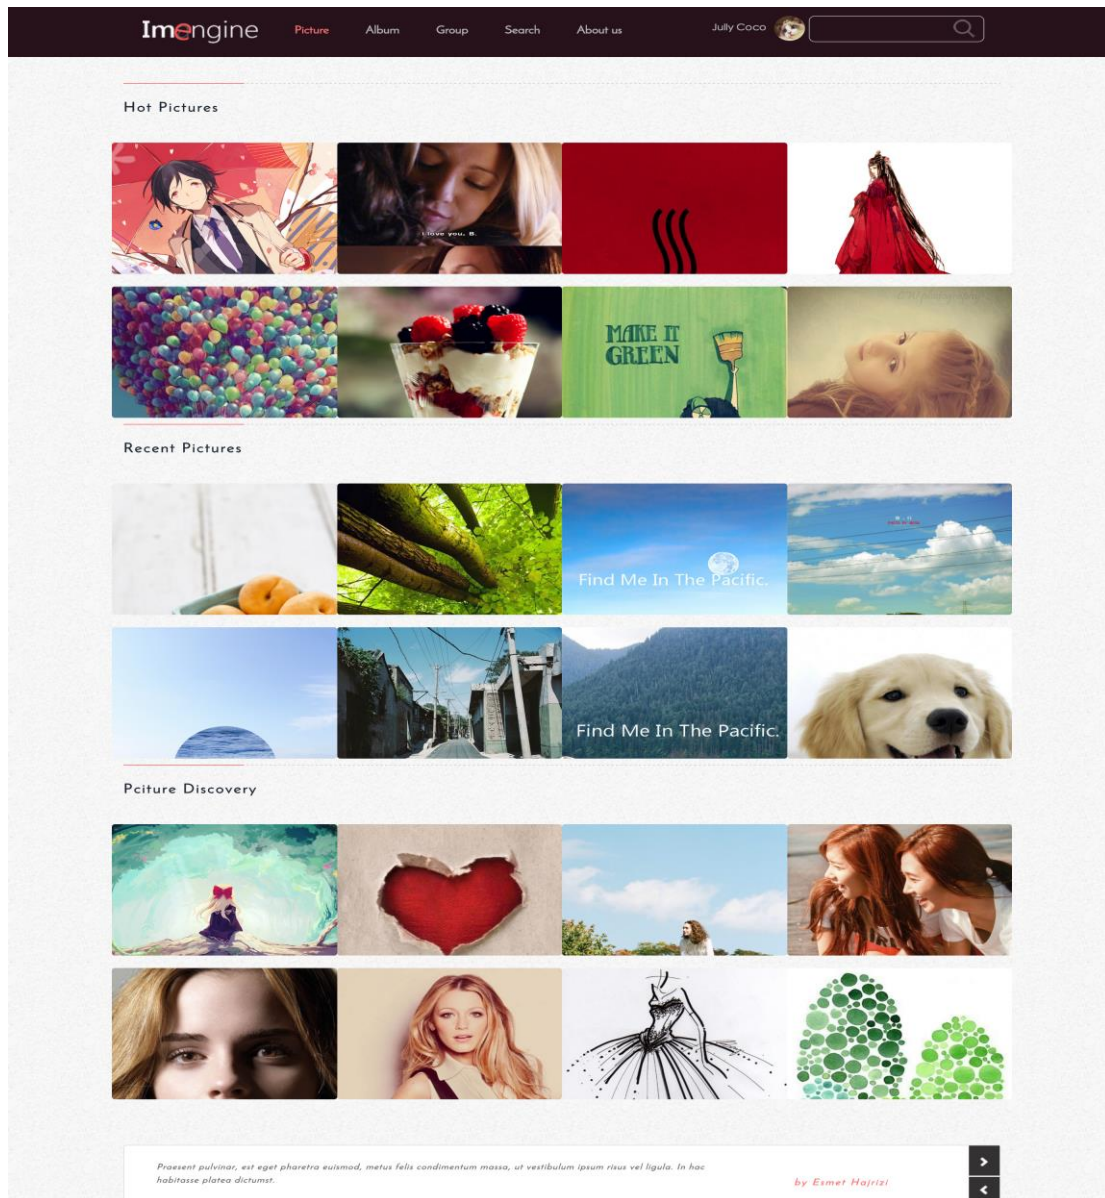 Imengine
Picture Album Group Search About us
Jully Coco
Hot Pictures
I love you, B.
MAKE IT
GREEN
Recent Pictures
Find Me In The Pacific.
Find Me In The Pacific.
Pciture Discovery
Praesent pulvinar, est eget pharetra euismod, metus felis condimentum massa, ut vestibulum ipsum risus vel ligula. In hac
habitasse platea dictumst.
by Esmet Hajrizi